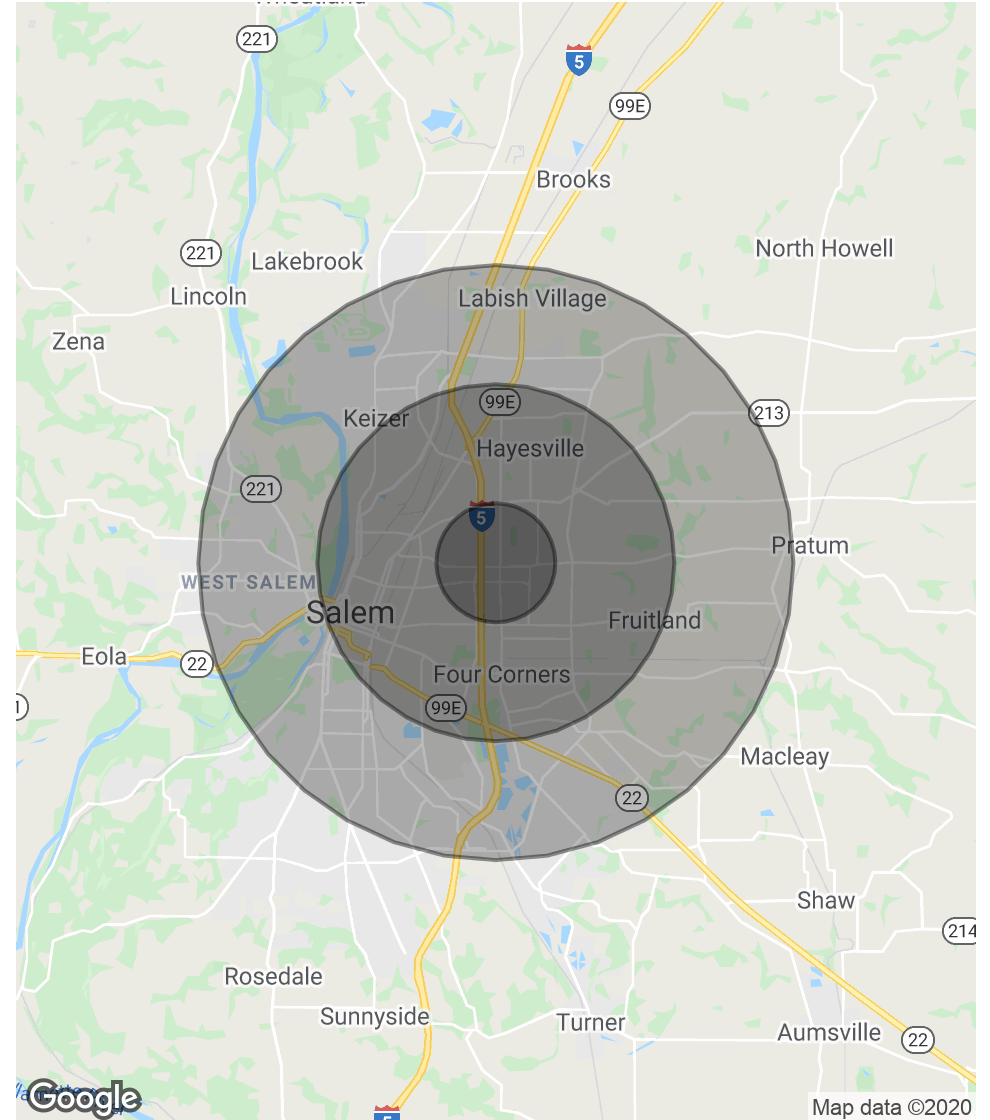 Wheatland
221
5
99E
Brooks
North Howell
221
Lakebrook
Lincoln
Labish Village
Zena
99E
213
Keizer
Hayesville
221
5
Pratum
WEST SALEM
Salem
Fruitland
Eola
22
Four Corners
99E
Macleay
22
Shaw
214
Rosedale
Sunnyside
Turner
Aumsville
22
Google
5
Map data ©2020